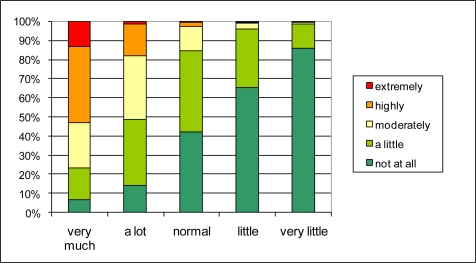 100%
90%
80%
70%
60%
50%
40%
30%
20%
10%
0%
very much
a lot
normal
little
very little
extremely
highly
moderately
a little
not at all